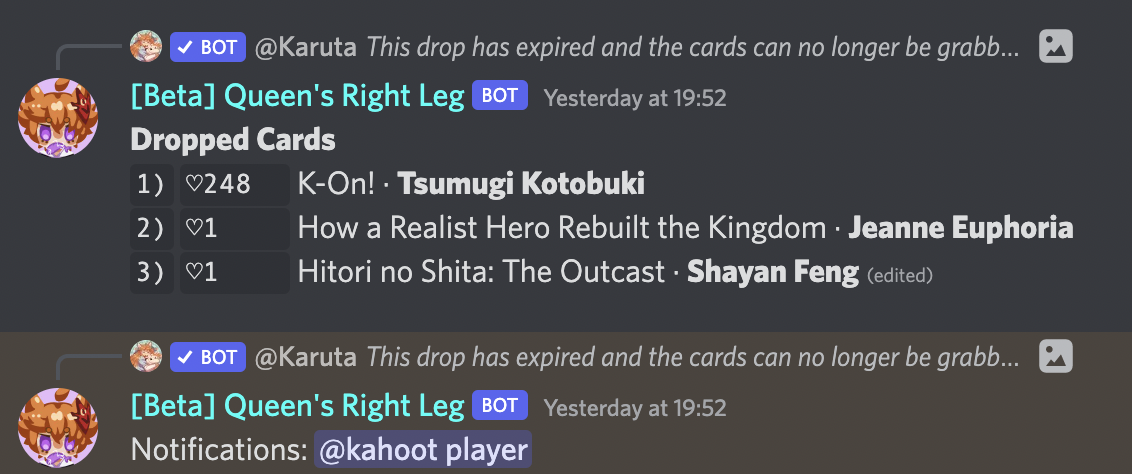 ✓ BOT @Karuta This drop has expired and the cards can no longer be grabb...
[Beta] Queen's Right Leg BOT Yesterday at 19:52
Dropped Cards
1) ♡248 K-On! · Tsumugi Kotobuki
2) ♡1 How a Realist Hero Rebuilt the Kingdom · Jeanne Euphoria
3) ♡1 Hitori no Shita: The Outcast · Shayan Feng (edited)
✓ BOT @Karuta This drop has expired and the cards can no longer be grabb...
[Beta] Queen's Right Leg BOT Yesterday at 19:52
Notifications: @kahoot player